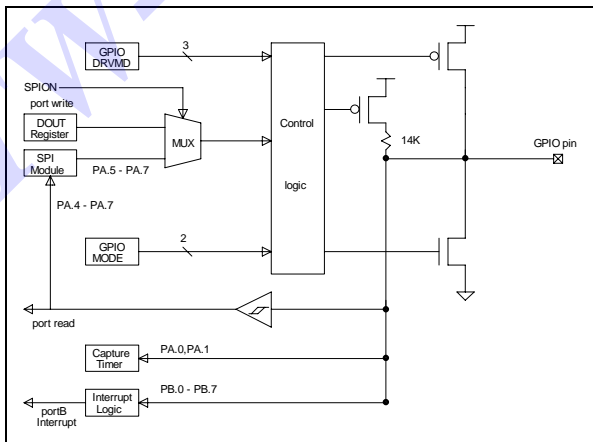 GPIO
DRVMD
3
SPION
port write
DOUT
Register
MUX
SPI
Module
PA.5 - PA.7
PA.4 - PA.7
Control
logic
14K
GPIO pin
GPIO
MODE
2
port read
Capture
Timer
PA.0,PA.1
Interrupt
Logic
PB.0 - PB.7
portB
Interrupt